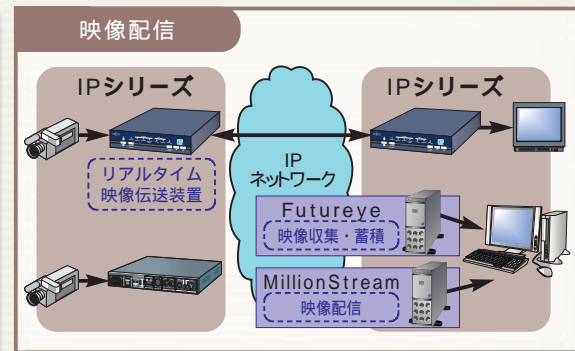 映像配信
IPシリーズ
IPシリーズ
リアルタイム
映像伝送装置
IP
ネットワーク
Futureye
映像収集・蓄積
MillionStream
映像配信